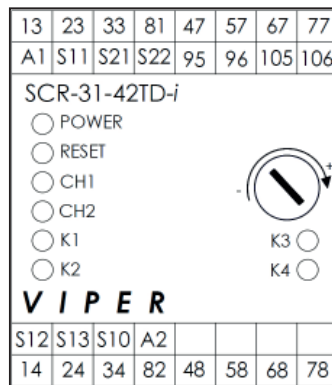 13 23 33 81 47 57 67 77
A1 S11 S21 S22 95 96 105 106
SCR-31-42TD-i
POWER
RESET
CH1
CH2
- +
K1 K3
K2 K4
VIPER
S12 S13 S10 A2
14 24 34 82 48 58 68 78